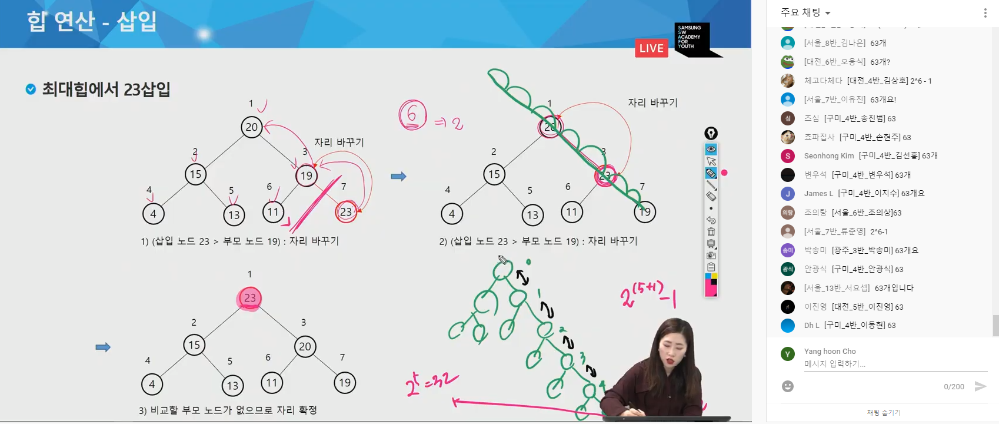 힙 연산 - 삽입
LIVE
SAMSUNG
SW
ACADEMY
FOR
YOUTH
최대힙에서 23삽입
1
20
자리 바꾸기
2
3
15
19
4
5
6
7
4
13
11
23
1) (삽입 노드 23 > 부모 노드 19) : 자리 바꾸기
6 ⇒ 2
1
20
자리 바꾸기
2
3
15
23
4
5
6
7
4
13
11
19
2) (삽입 노드 23 > 부모 노드 19) : 자리 바꾸기
1
23
2
3
15
20
4
5
6
7
4
13
11
19
3) 비교할 부모 노드가 없으므로 자리 확정
0
1
2
3
4
2^(5+1) -1
2^5 = 32
주요 채팅
[서울_8반_김나은] 63개
[대전_6반_오웅식] 63개?
체고다체다 [대전_4반_김상호] 2^6 - 1
[서울_7반_이유진] 63개요!
심 즈심 [구미_4반_송진범] 63
쵸파집사 [구미_4반_손현주] 63
S Seonhong Kim [구미_4반_김선홍] 63개
변우석 [구미_4반_변우석] 63개
J James L [구미_4반_이지수] 63개요
의탕 조의탕 [서울_6반_조의상]63
[서울_7반_류준영] 2^6-1
송미 박송미 [광주_3반_박송미] 63개요
광식 안광식 [구미_4반_안광식] 63
[서울_13반_서요셉] 63개입니다
이진영 [대전_5반_이진영] 63
Dh L [구미_4반_이동현] 63
Y Yang hoon Cho
메시지 입력하기...
0/200
채팅 숨기기